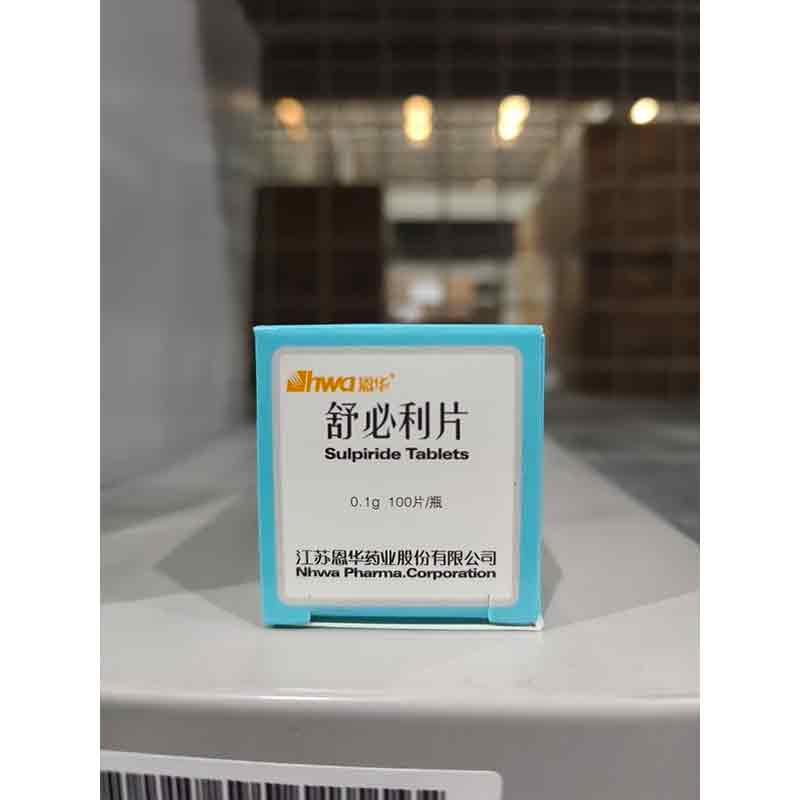 nhwa恩华®
舒必利片
Sulpiride Tablets
0.1g 100片/瓶
江苏恩华药业股份有限公司
Nhwa Pharma.Corporation